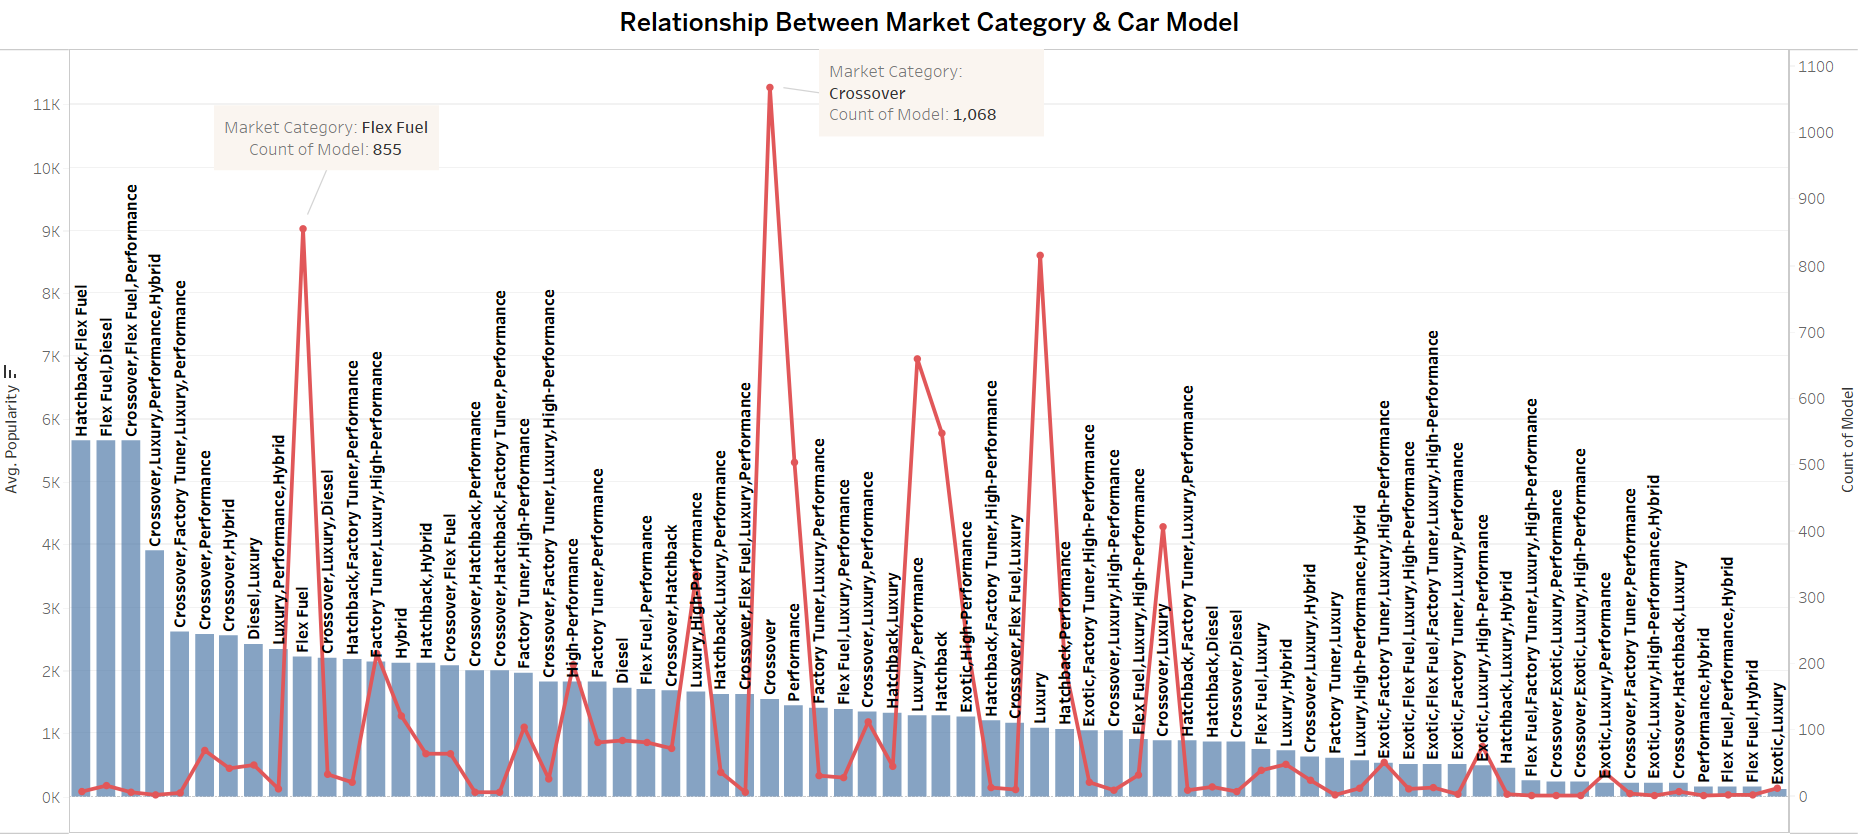 Relationship Between Market Category & Car Model
Market Category:
Crossover
Count of Model: 1,068
Market Category: Flex Fuel
Count of Model: 855
Avg. Popularity
11K
10K
9K
8K
7K
6K
5K
4K
3K
2K
1K
0K
Hatchback,Flex Fuel
Flex Fuel,Diesel
Crossover,Flex Fuel,Performance
Crossover,Luxury,Performance,Hybrid
Crossover,Factory Tuner,Luxury,Performance
Crossover,Performance
Crossover,Hybrid
Diesel,Luxury
Luxury,Performance,Hybrid
Flex Fuel
Crossover,Luxury,Diesel
Hatchback,Factory Tuner,Performance
Factory Tuner,Luxury,High-Performance
Hybrid
Hatchback,Hybrid
Crossover,Flex Fuel
Crossover,Hatchback,Performance
Crossover,Hatchback,Factory Tuner,Performance
Factory Tuner,High-Performance
Crossover,Factory Tuner,Luxury,High-Performance
High-Performance
Factory Tuner,Performance
Diesel
Flex Fuel,Performance
Crossover,Hatchback
Luxury,High-Performance
Hatchback,Luxury,Performance
Crossover,Flex Fuel,Luxury,Performance
Crossover
Performance
Factory Tuner,Luxury,Performance
Flex Fuel,Luxury,Performance
Crossover,Luxury,Performance
Hatchback,Luxury
Luxury,Performance
Hatchback
Exotic,High-Performance
Hatchback,Factory Tuner,High-Performance
Crossover,Flex Fuel,Luxury
Luxury
Hatchback,Performance
Exotic,Factory Tuner,High-Performance
Crossover,Luxury,High-Performance
Flex Fuel,Luxury,High-Performance
Crossover,Luxury
Hatchback,Factory Tuner,Luxury,Performance
Hatchback,Diesel
Crossover,Diesel
Flex Fuel,Luxury
Luxury,Hybrid
Crossover,Luxury,Hybrid
Factory Tuner,Luxury
Luxury,High-Performance,Hybrid
Exotic,Factory Tuner,Luxury,High-Performance
Exotic,Flex Fuel,Luxury,High-Performance
Exotic,Flex Fuel,Factory Tuner,Luxury,High-Performance
Exotic,Factory Tuner,Luxury,Performance
Exotic,Luxury,High-Performance
Hatchback,Luxury,Hybrid
Flex Fuel,Factory Tuner,Luxury,High-Performance
Crossover,Exotic,Luxury,Performance
Crossover,Exotic,Luxury,High-Performance
Exotic,Luxury,Performance
Crossover,Factory Tuner,Performance
Exotic,Luxury,High-Performance,Hybrid
Crossover,Hatchback,Luxury
Performance,Hybrid
Flex Fuel,Performance,Hybrid
Flex Fuel,Hybrid
Exotic,Luxury
1100
1000
900
800
700
600
500
400
300
200
100
0
Count of Model